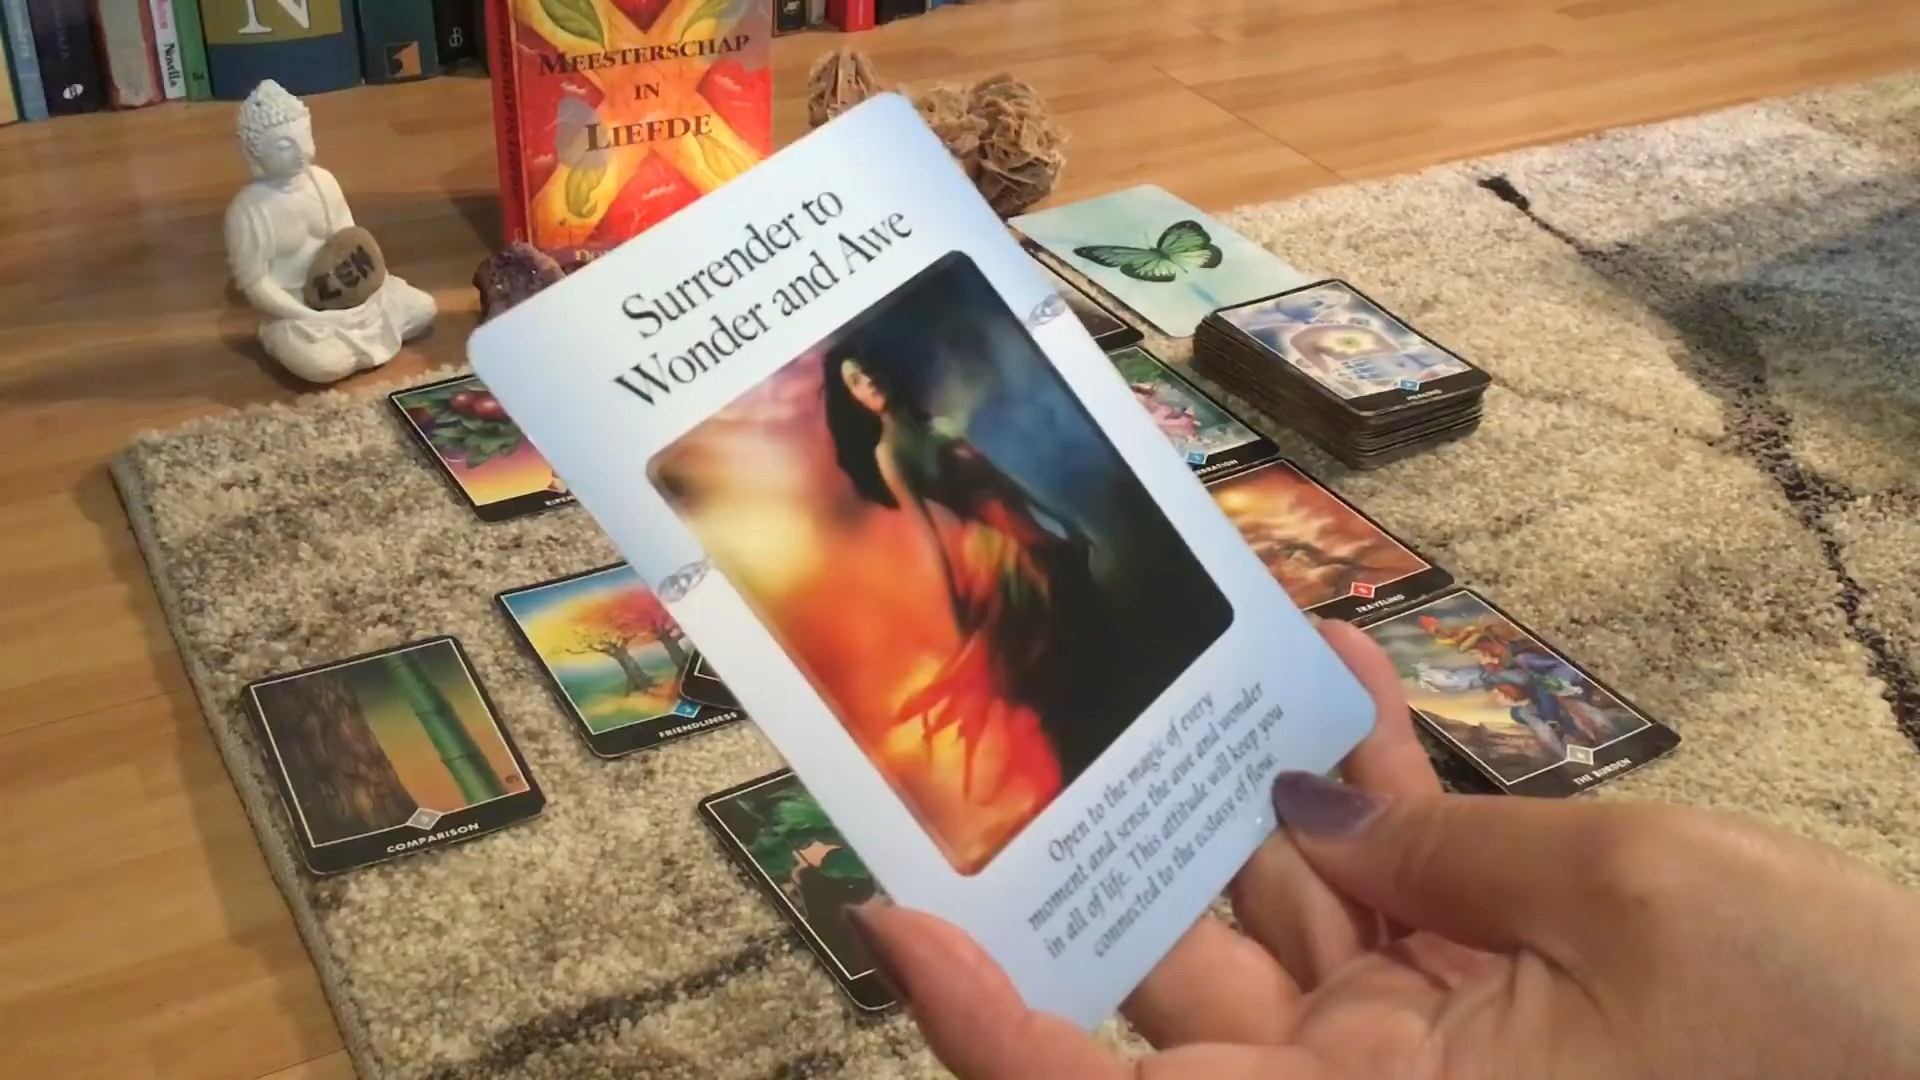 N
Neville
MEESTERSCHAP
IN
LIEFDE
ZEN
Surrender to
Wonder and Awe
Open to the magic of every
moment and sense the awe and wonder
in all of life. This attitude will keep you
connected to the ecstasy of flow.
HEALING
TRAVELING
THE BURDEN
FRIENDLINESS
COMPARISON